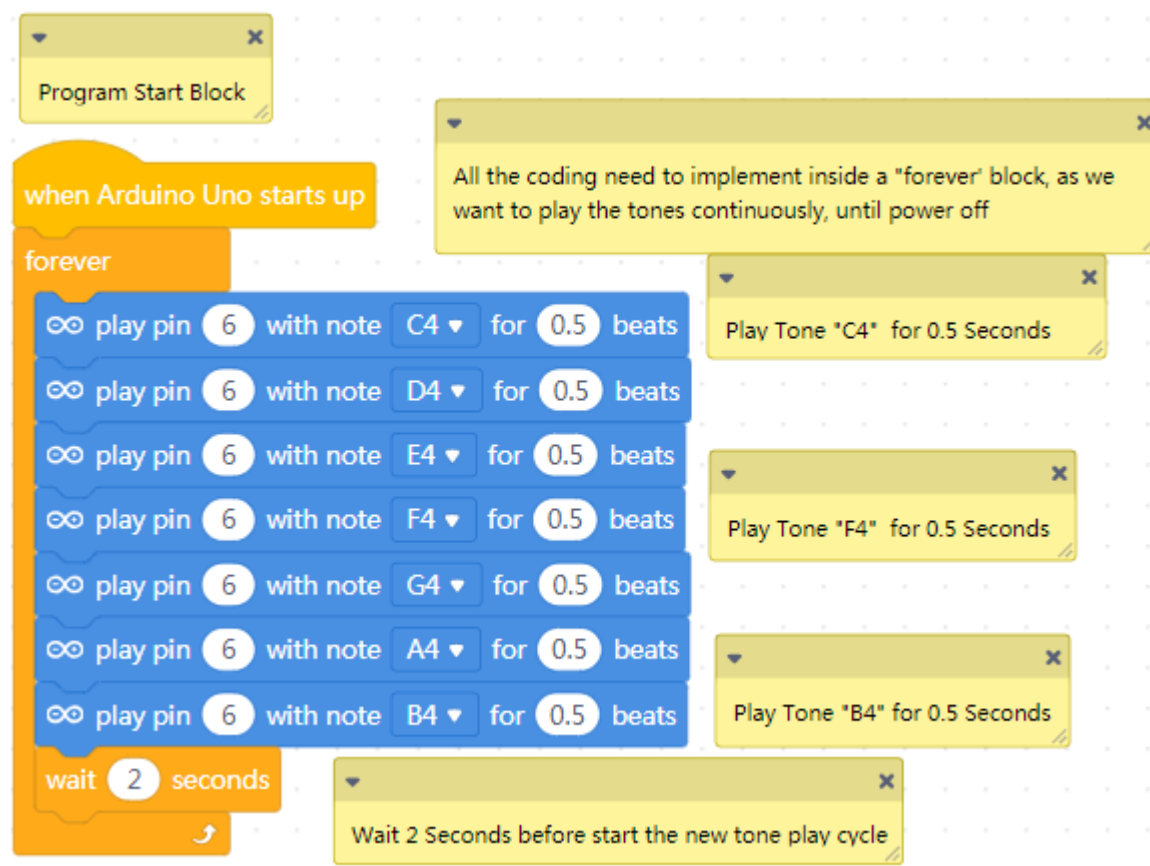 Program Start Block
when Arduino Uno starts up
All the coding need to implement inside a "forever' block, as we
want to play the tones continuously, until power off
forever
play pin 6 with note C4 for 0.5 beats
Play Tone "C4" for 0.5 Seconds
play pin 6 with note D4 for 0.5 beats
play pin 6 with note E4 for 0.5 beats
play pin 6 with note F4 for 0.5 beats
Play Tone "F4" for 0.5 Seconds
play pin 6 with note G4 for 0.5 beats
play pin 6 with note A4 for 0.5 beats
play pin 6 with note B4 for 0.5 beats
Play Tone "B4" for 0.5 Seconds
wait 2 seconds
Wait 2 Seconds before start the new tone play cycle